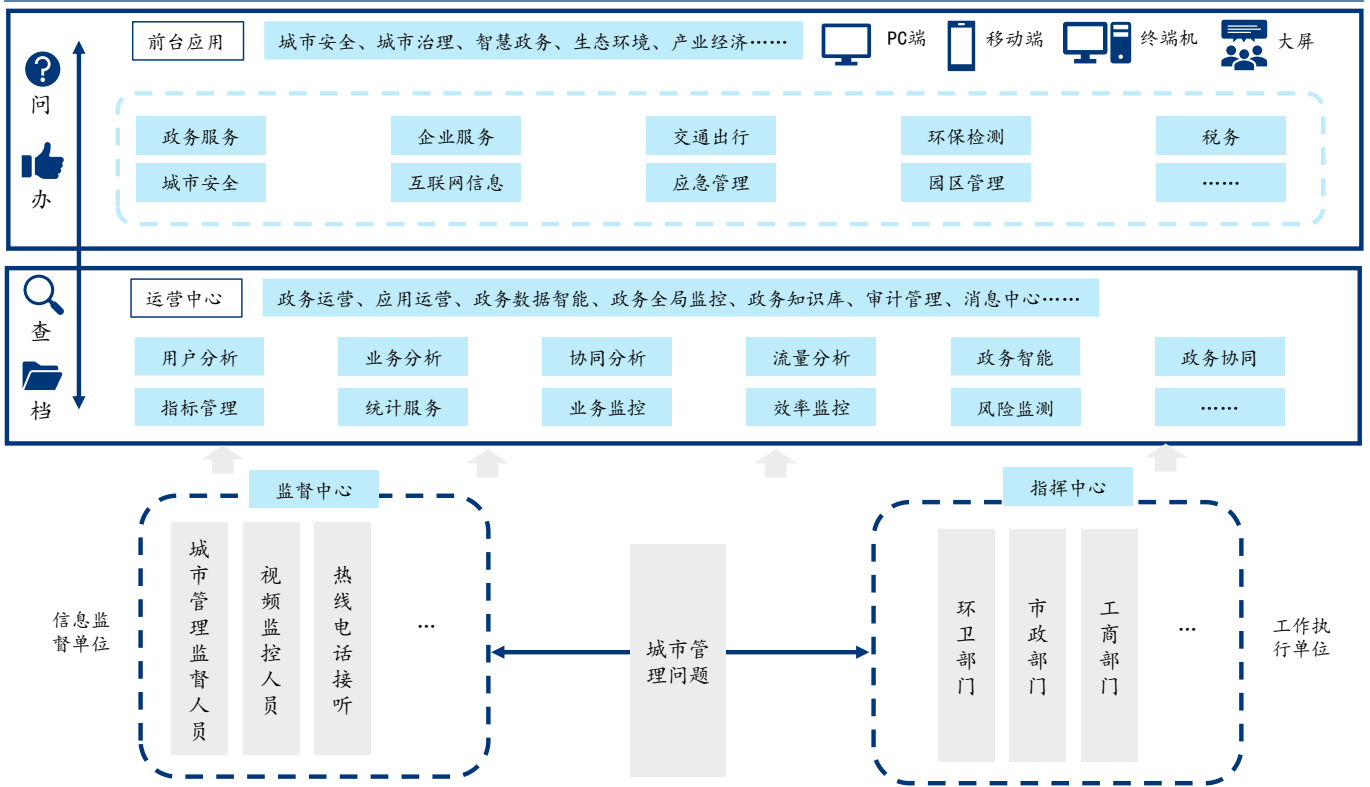 前台应用
城市安全、城市治理、智慧政务、生态环境、产业经济……
PC端
移动端
终端机
大屏
问
办
政务服务
企业服务
交通出行
环保检测
税务
城市安全
互联网信息
应急管理
园区管理
……
查
档
运营中心
政务运营、应用运营、政务数据智能、政务全局监控、政务知识库、审计管理、消息中心……
用户分析
业务分析
协同分析
流量分析
政务智能
政务协同
指标管理
统计服务
业务监控
效率监控
风险监测
……
监督中心
指挥中心
信息监
督单位
城市管理监督人员
视频监控人员
热线电话接听
…
城市管
理问题
环卫部门
市政部门
工商部门
…
工作执
行单位